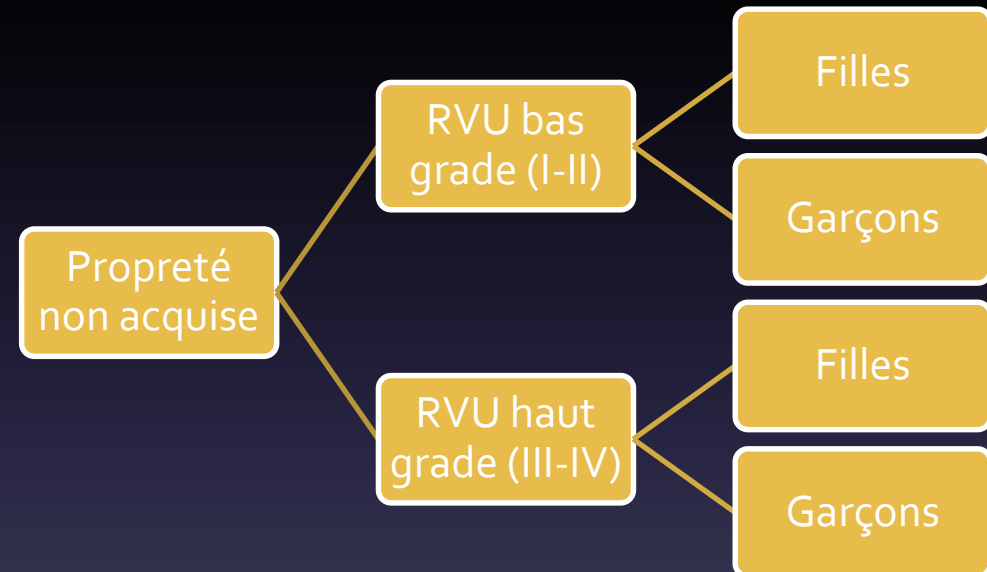 Propreté
non acquise
RVU bas
grade (I-II)
Filles
Garçons
RVU haut
grade (III-IV)
Filles
Garçons